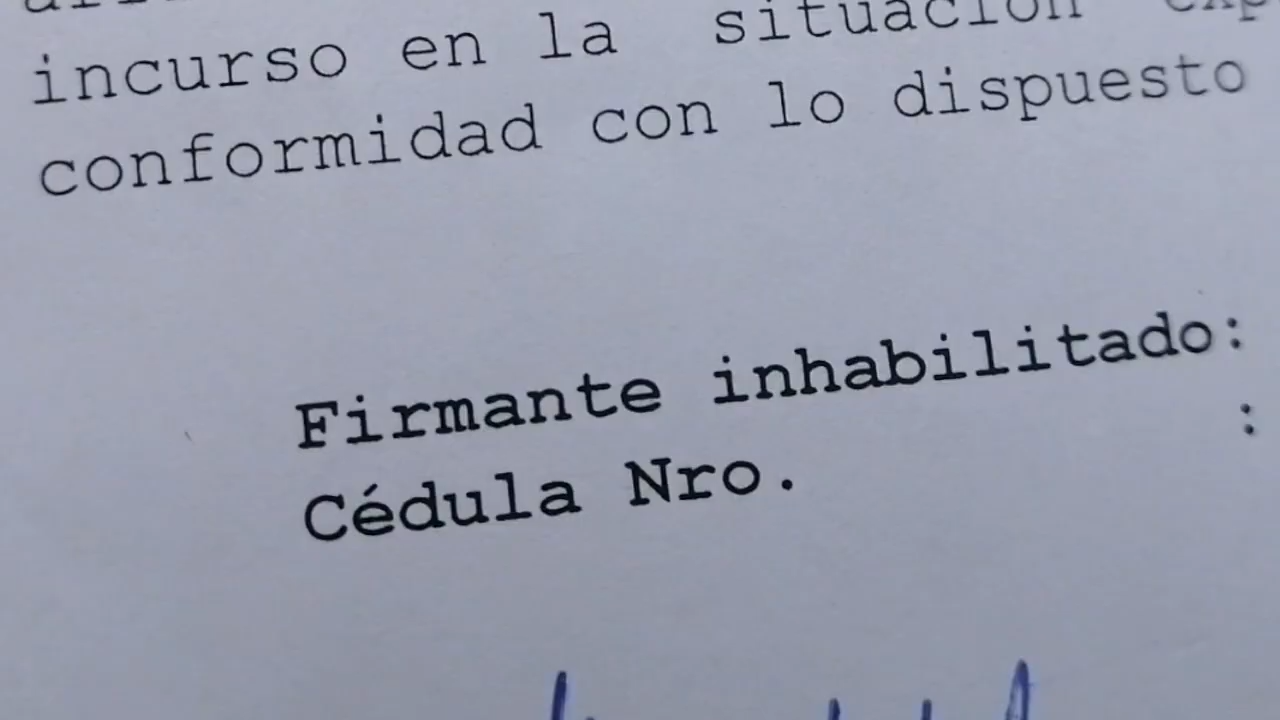 incurso en la situación
conformidad con lo dispuesto
Firmante inhabilitado:
Cédula Nro. :